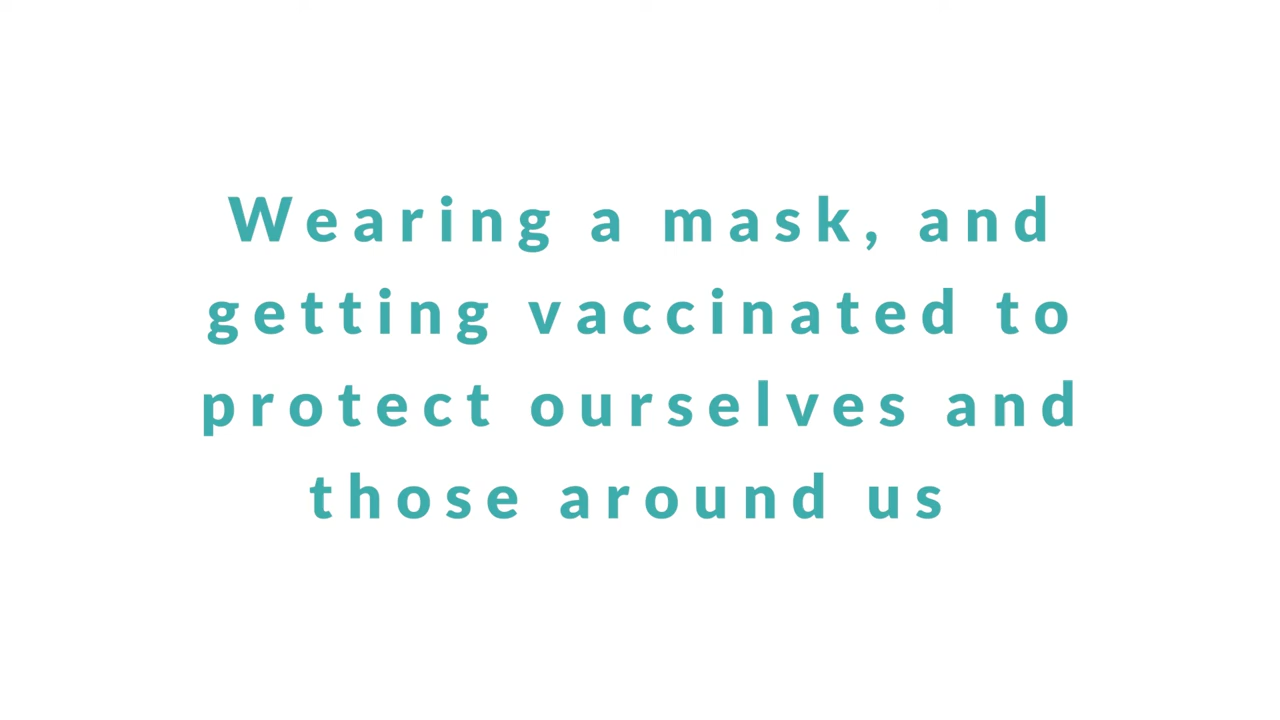 Wearing a mask, and
getting vaccinated to
protect ourselves and
those around us